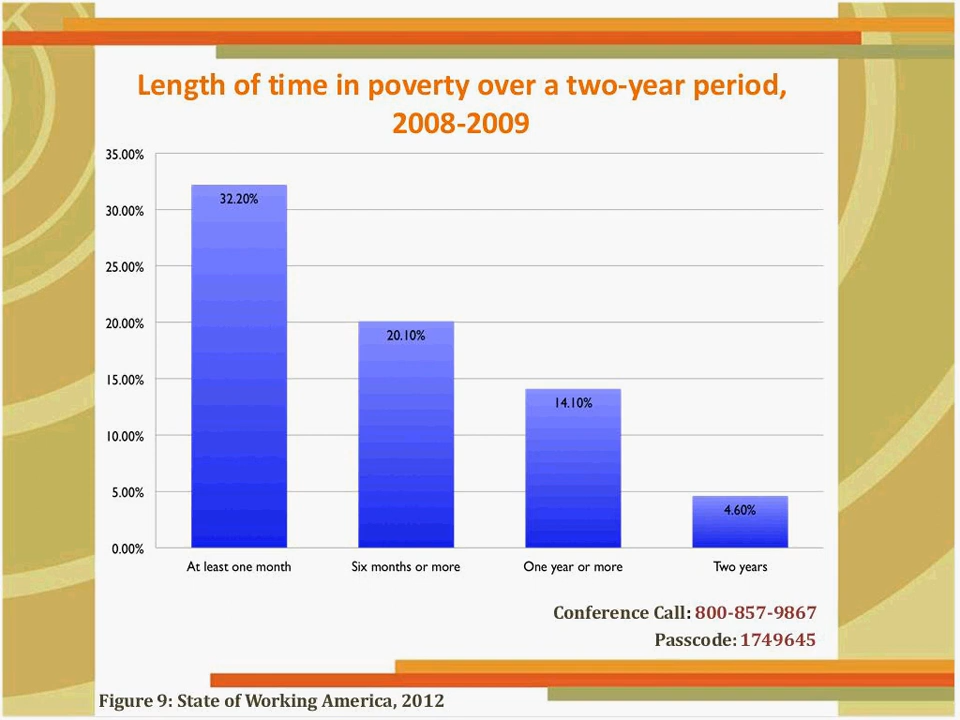 Length of time in poverty over a two-year period,
2008-2009
35.00%
30.00%
25.00%
20.00%
15.00%
10.00%
5.00%
0.00%
32.20%
20.10%
14.10%
4.60%
At least one month
Six months or more
One year or more
Two years
Conference Call: 800-857-9867
Passcode: 1749645
Figure 9: State of Working America, 2012